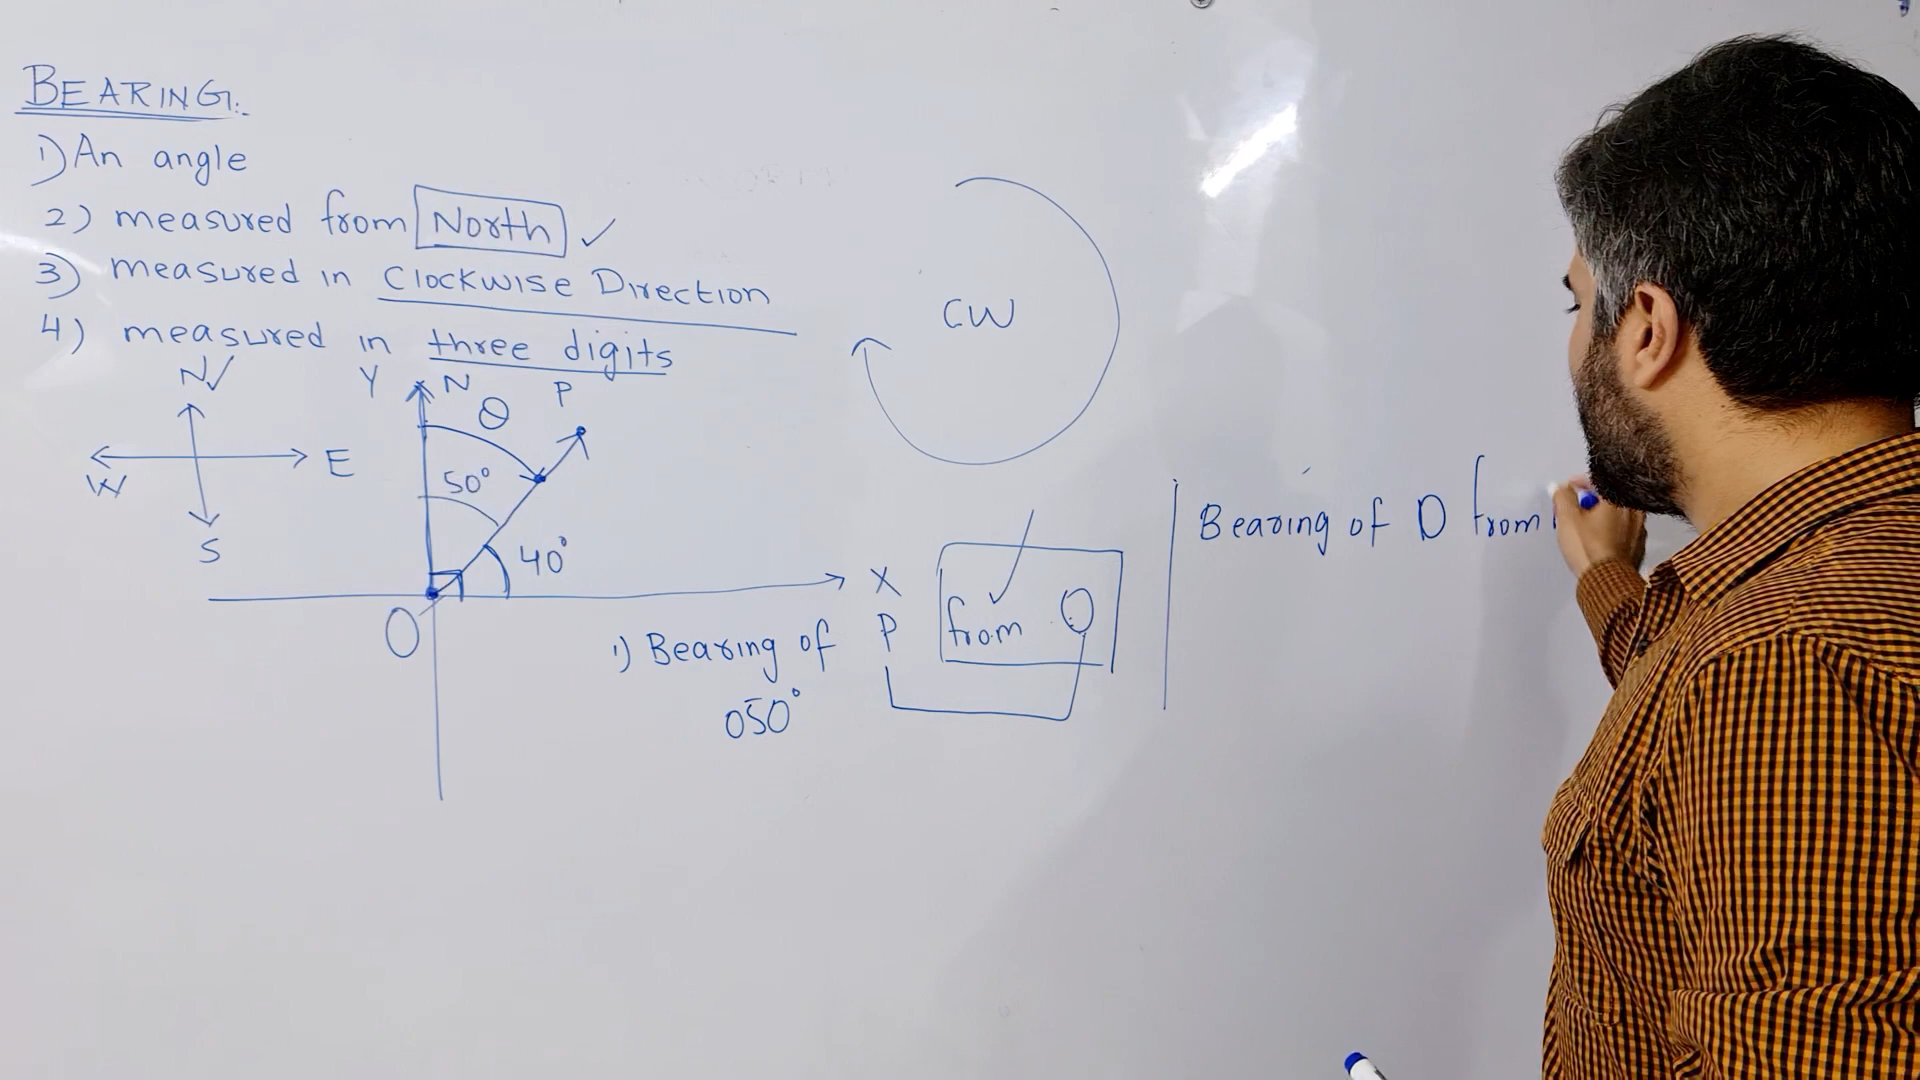 BEARING:
1) An angle
2) measured from North ✓
3) measured in Clockwise Direction
4) measured in three digits
N ✓
W
E
S
Y
N
θ
P
50°
40°
X
O
CW
1) Bearing of P from O
050°
Bearing of D from